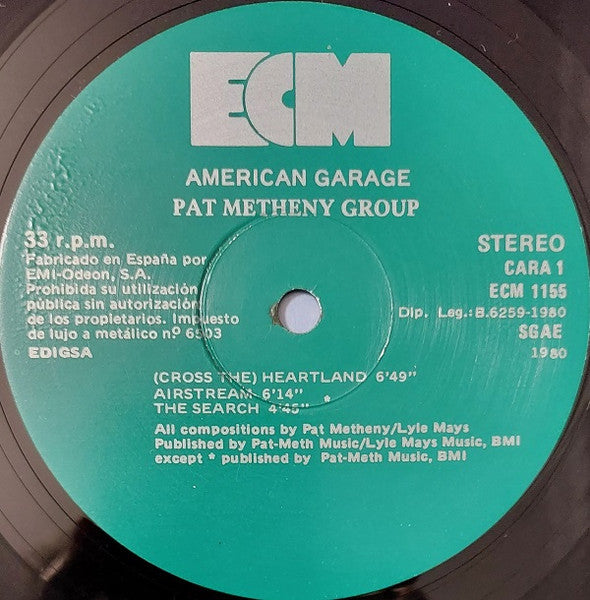 ECM
AMERICAN GARAGE
PAT METHENY GROUP
33 r.p.m.
Fabricado en España por
EMI-Odeon, S.A.
Prohibida su utilización
pública sin autorización
de los propietarios. Impuesto
de lujo a metálico n.º 6503
EDIGSA
STEREO
CARA 1
ECM 1155
Dip. Leg.: B.6259-1980
SGAE
1980
(CROSS THE) HEARTLAND 6'49"
AIRSTREAM 6'14"
THE SEARCH 4'45" *
All compositions by Pat Metheny/Lyle Mays
Published by Pat-Meth Music/Lyle Mays Music, BMI
except * published by Pat-Meth Music, BMI